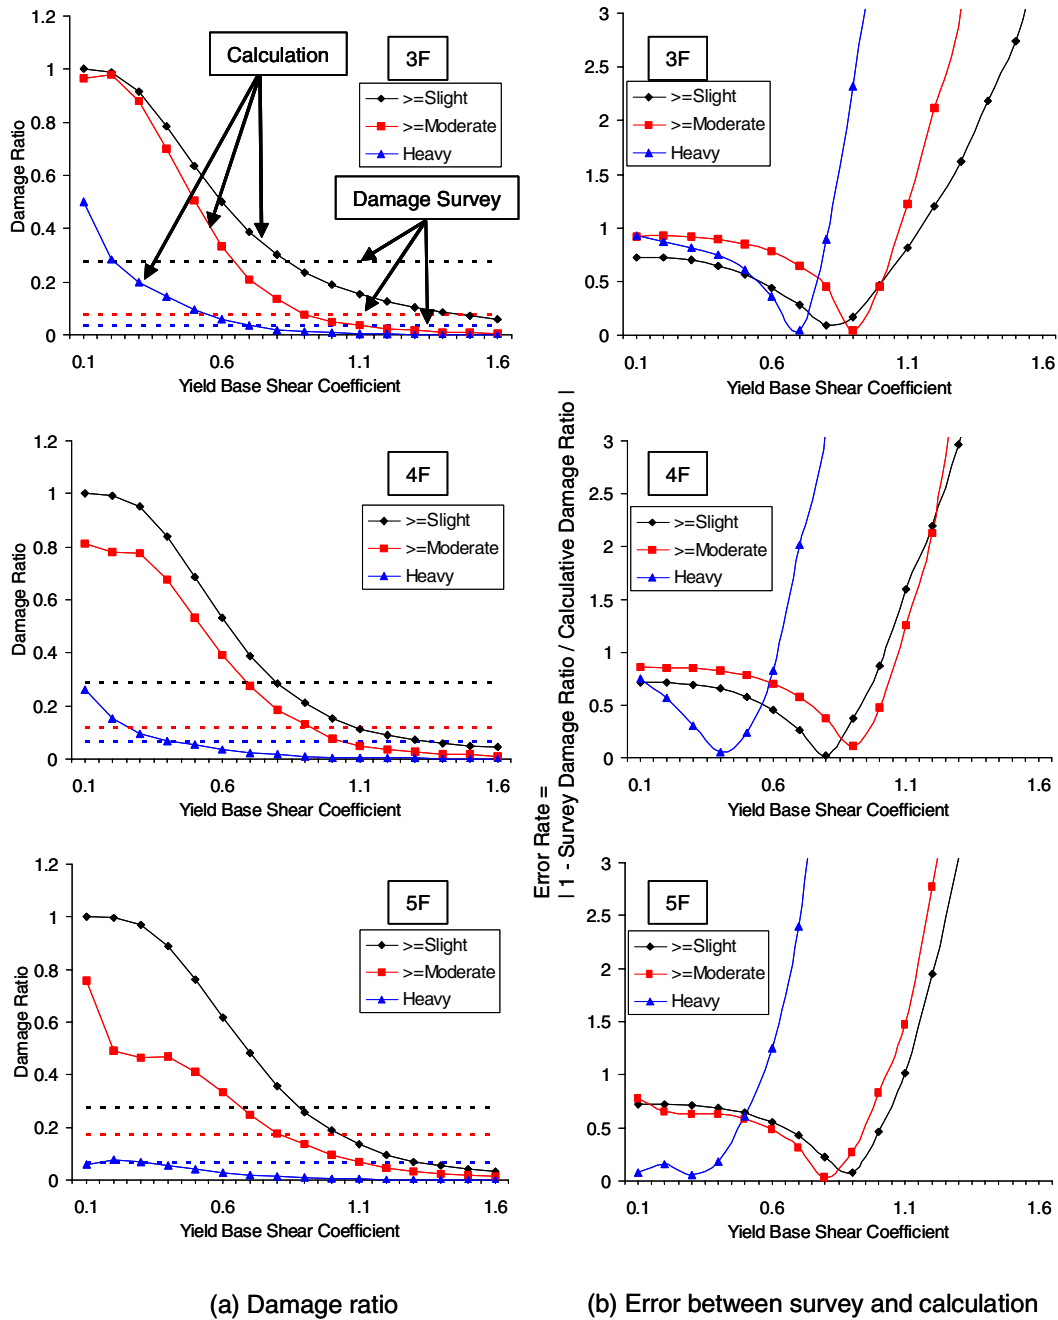 1.2
1
0.8
0.6
0.4
0.2
0
Damage Ratio
Calculation
3F
>=Slight
>=Moderate
Heavy
Damage Survey
0.1 0.6 1.1 1.6
Yield Base Shear Coefficient
3
2.5
2
1.5
1
0.5
0
3F
>=Slight
>=Moderate
Heavy
0.1 0.6 1.1 1.6
Yield Base Shear Coefficient
1.2
1
0.8
0.6
0.4
0.2
0
Damage Ratio
4F
>=Slight
>=Moderate
Heavy
0.1 0.6 1.1 1.6
Yield Base Shear Coefficient
Error Rate =
| 1 - Survey Damage Ratio / Calculative Damage Ratio |
3
2.5
2
1.5
1
0.5
0
4F
>=Slight
>=Moderate
Heavy
0.1 0.6 1.1 1.6
Yield Base Shear Coefficient
1.2
1
0.8
0.6
0.4
0.2
0
Damage Ratio
5F
>=Slight
>=Moderate
Heavy
0.1 0.6 1.1 1.6
Yield Base Shear Coefficient
3
2.5
2
1.5
1
0.5
0
5F
>=Slight
>=Moderate
Heavy
0.1 0.6 1.1 1.6
Yield Base Shear Coefficient
(a) Damage ratio
(b) Error between survey and calculation